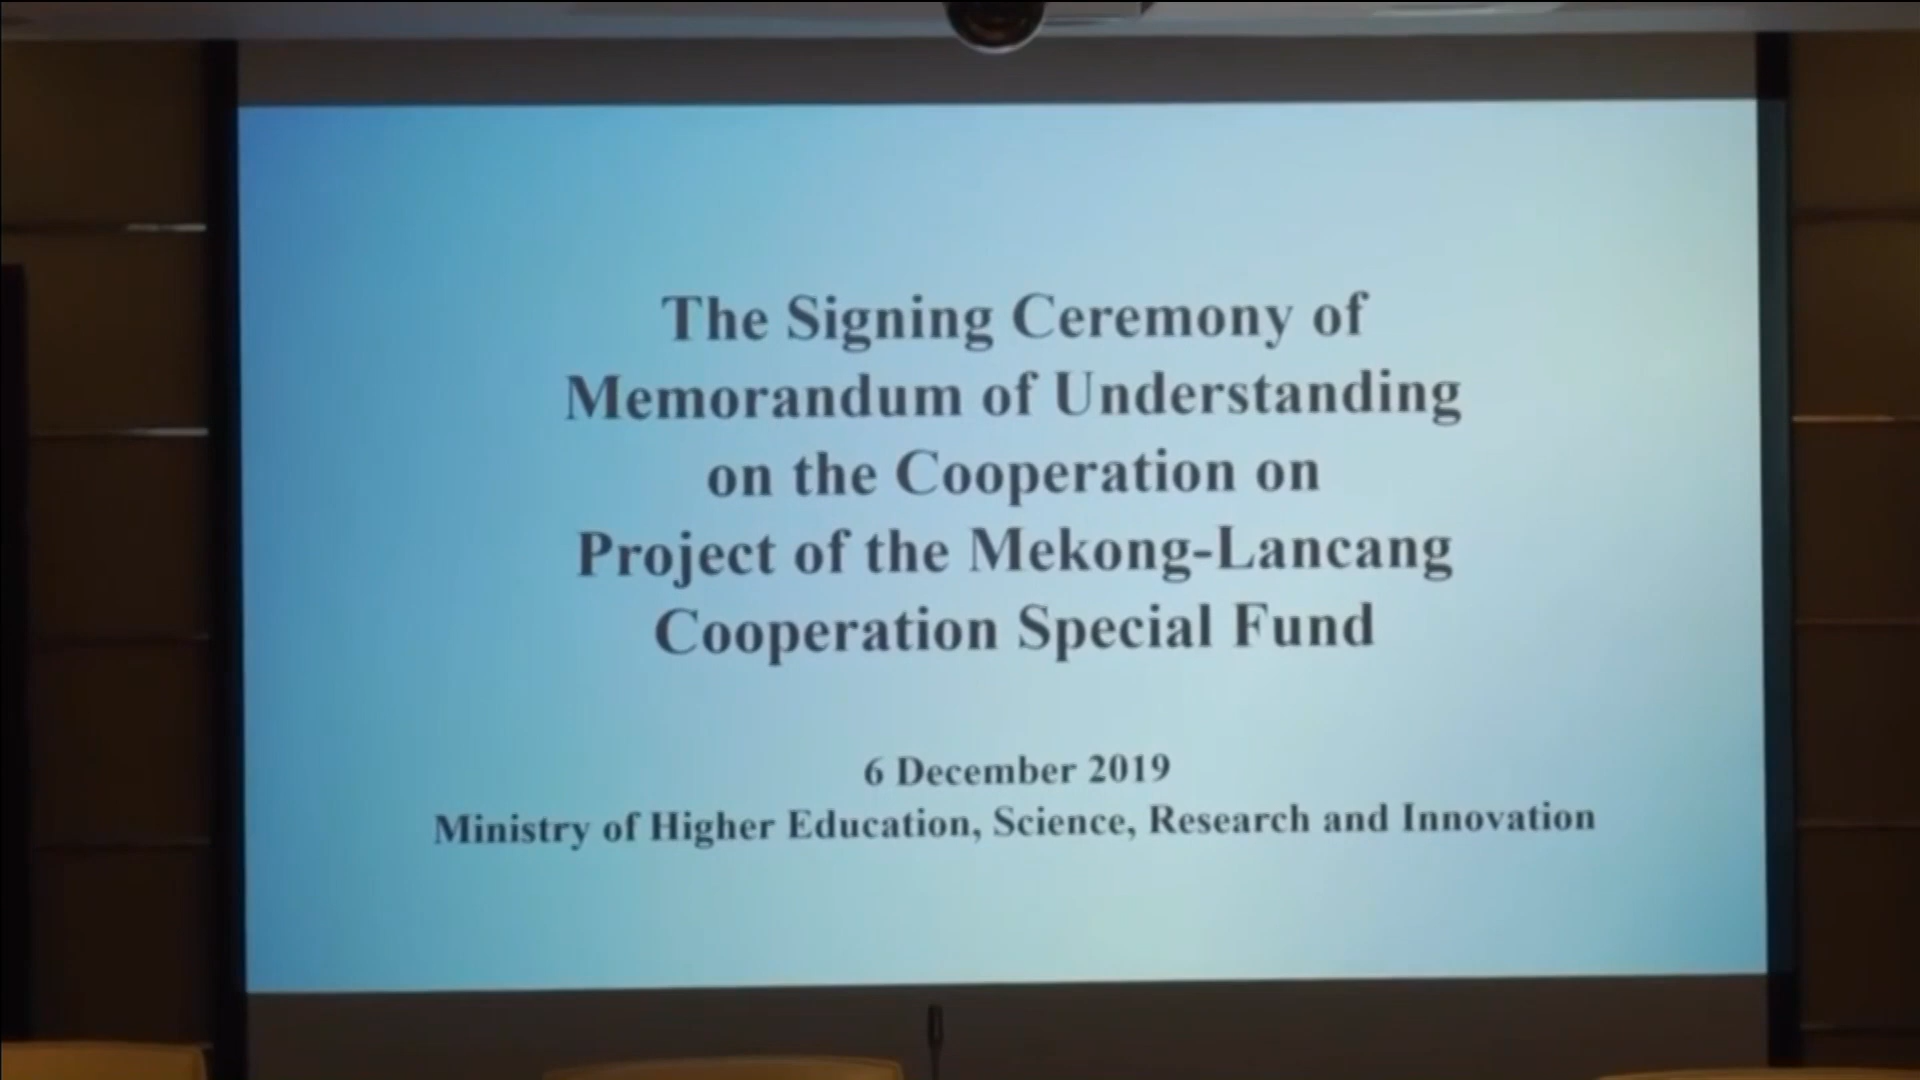 The Signing Ceremony of
Memorandum of Understanding
on the Cooperation on
Project of the Mekong-Lancang
Cooperation Special Fund
6 December 2019
Ministry of Higher Education, Science, Research and Innovation